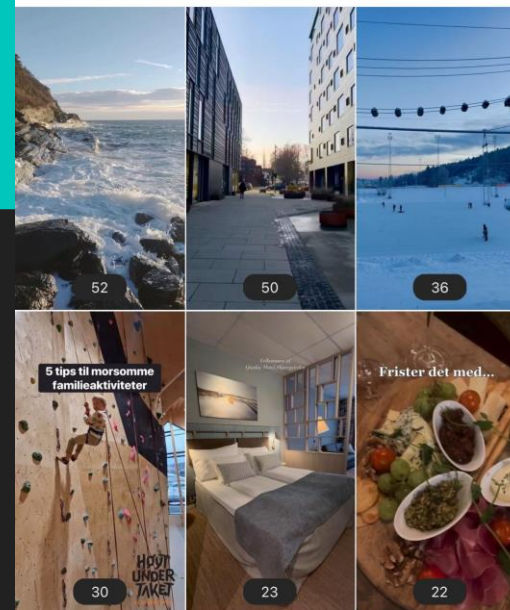 52
50
36
5 tips til morsomme
familieaktiviteter
HØYT
UNDER
TAKET
30
23
Frister det med...
22